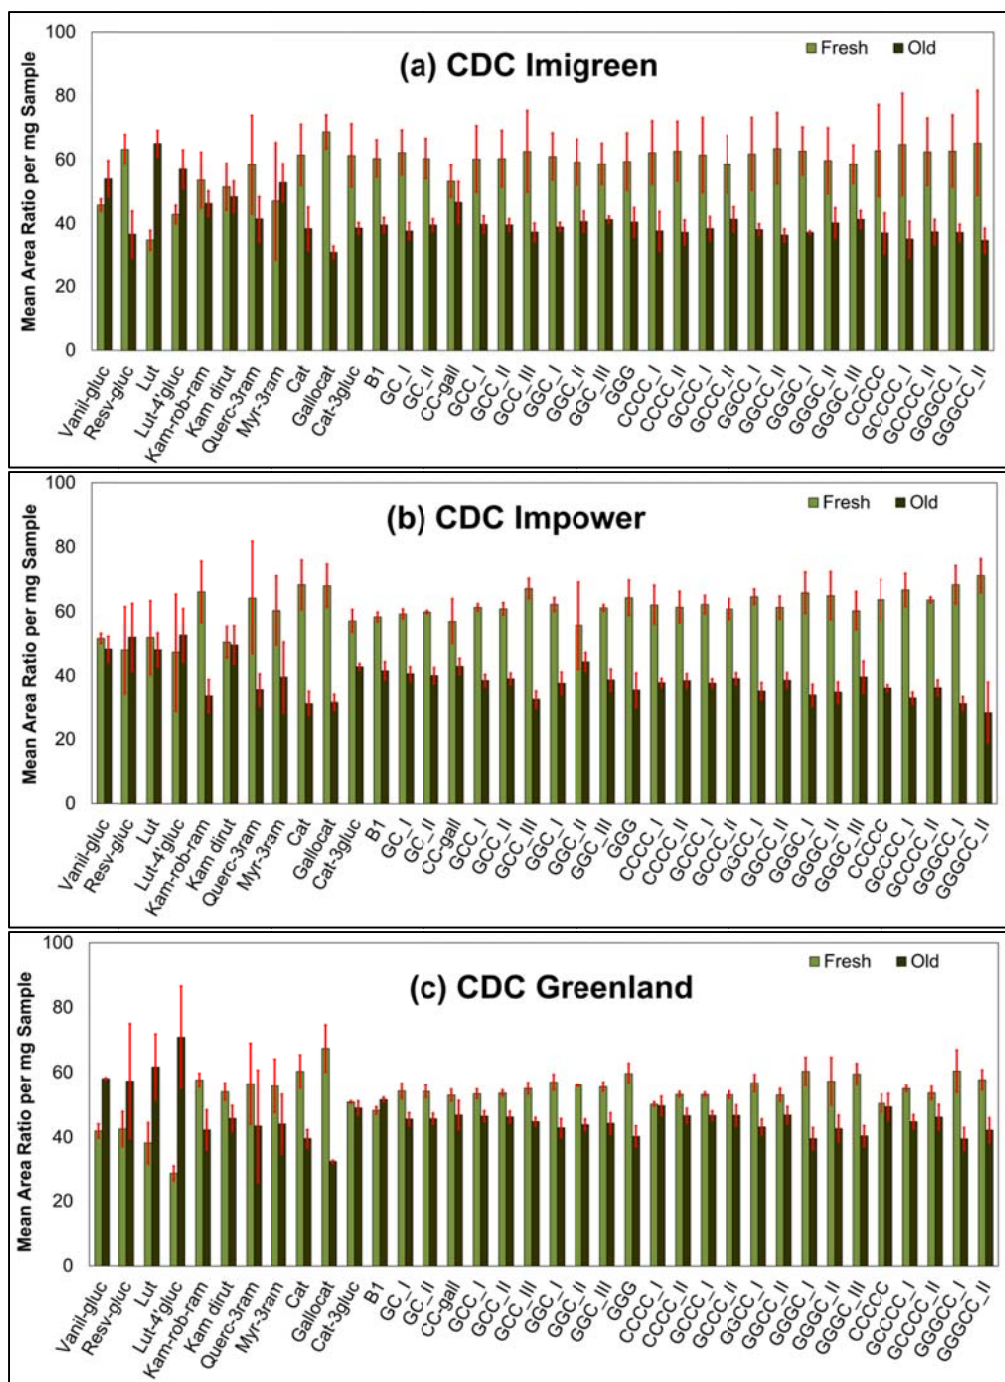 (a) CDC Imigreen
Fresh Old
Mean Area Ratio per mg Sample
100
80
60
40
20
0
Vanil-gluc
Resv-gluc
Lut
Lut-4'gluc
Kam-rob-ram
Kam dirut
Querc-3ram
Myr-3ram
Cat
Gallocat
Cat-3gluc
B1
GC_I
GC_II
CC-gall
GCC_I
GCC_II
GCC_III
GGC_I
GGC_II
GGC_III
GGG
CCCC_I
CCCC_II
GCCC_I
GCCC_II
GGCC_I
GGCC_II
GGGC_I
GGGC_II
GGGC_III
CCCCC
GCCCC_I
GCCCC_II
GGGCC_I
GGGCC_II
(b) CDC Impower
Fresh Old
Mean Area Ratio per mg Sample
100
80
60
40
20
0
Vanil-gluc
Resv-gluc
Lut
Lut-4'gluc
Kam-rob-ram
Kam dirut
Querc-3ram
Myr-3ram
Cat
Gallocat
Cat-3gluc
B1
GC_I
GC_II
CC-gall
GCC_I
GCC_II
GCC_III
GGC_I
GGC_II
GGC_III
GGG
CCCC_I
CCCC_II
GCCC_I
GCCC_II
GGCC_I
GGCC_II
GGGC_I
GGGC_II
GGGC_III
CCCCC
GCCCC_I
GCCCC_II
GGGCC_I
GGGCC_II
(c) CDC Greenland
Fresh Old
Mean Area Ratio per mg Sample
100
80
60
40
20
0
Vanil-gluc
Resv-gluc
Lut
Lut-4'gluc
Kam-rob-ram
Kam dirut
Querc-3ram
Myr-3ram
Cat
Gallocat
Cat-3gluc
B1
GC_I
GC_II
CC-gall
GCC_I
GCC_II
GCC_III
GGC_I
GGC_II
GGC_III
GGG
CCCC_I
CCCC_II
GCCC_I
GCCC_II
GGCC_I
GGCC_II
GGGC_I
GGGC_II
GGGC_III
CCCCC
GCCCC_I
GCCCC_II
GGGCC_I
GGGCC_II